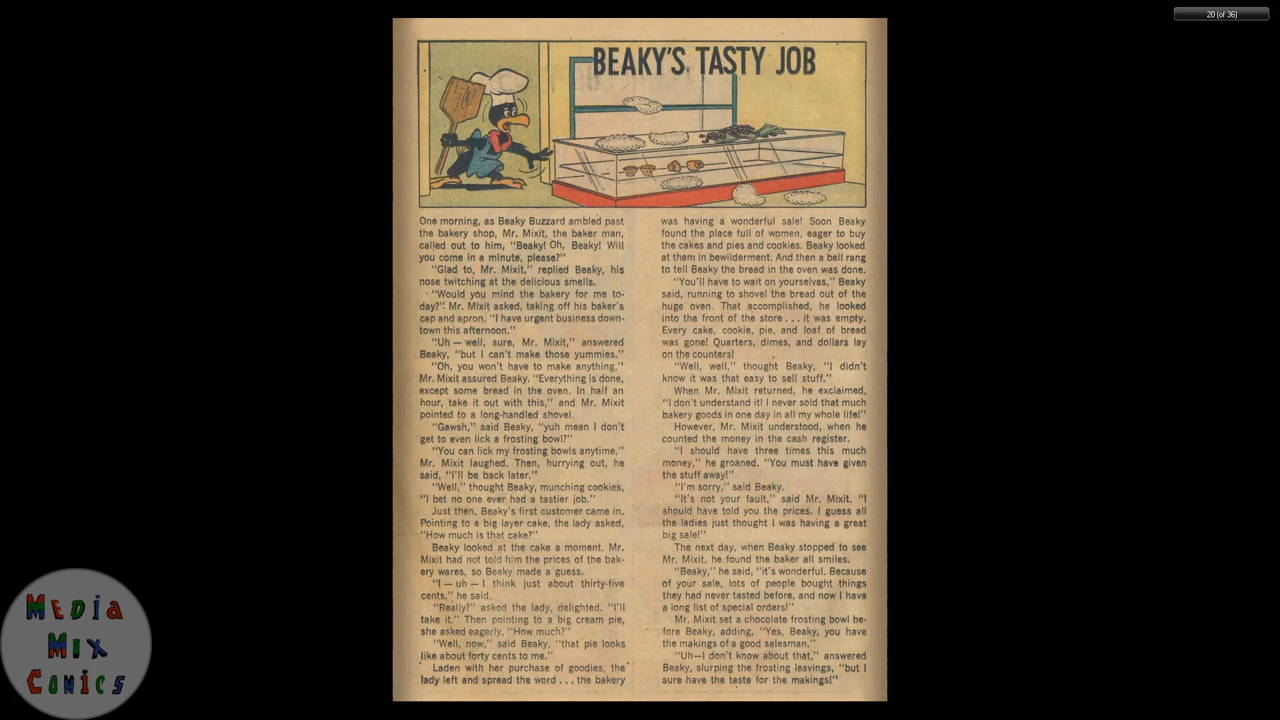 20 (of 36)
BEAKY'S TASTY JOB
One morning, as Beaky Buzzard ambled past
the bakery shop, Mr. Mixit, the baker man,
called out to him, "Beaky! Oh, Beaky! Will
you come in a minute, please?"
"Glad to, Mr. Mixit," replied Beaky, his
nose twitching at the delicious smells.
"Would you mind the bakery for me to-
day?" Mr. Mixit asked, taking off his baker's
cap and apron. "I have urgent business down-
town this afternoon."
"Uh — well, sure, Mr. Mixit," answered
Beaky, "but I can't make those yummies."
"Oh, you won't have to make anything,"
Mr. Mixit assured Beaky. "Everything is done,
except some bread in the oven. In half an
hour, take it out with this," and Mr. Mixit
pointed to a long-handled shovel.
"Gawsh," said Beaky, "yuh mean I don't
get to even lick a frosting bowl?"
"You can lick my frosting bowls anytime,"
Mr. Mixit laughed. Then, hurrying out, he
said, "I'll be back later."
"Well," thought Beaky, munching cookies,
"I bet no one ever had a tastier job."
Just then, Beaky's first customer came in.
Pointing to a big layer cake, the lady asked,
"How much is that cake?"
Beaky looked at the cake a moment. Mr.
Mixit had not told him the prices of the bak-
ery wares, so Beaky made a guess.
"I — uh — I think just about thirty-five
cents," he said.
"Really?" asked the lady, delighted. "I'll
take it." Then pointing to a big cream pie,
she asked eagerly, "How much?"
"Well, now," said Beaky, "that pie looks
like about forty cents to me."
Laden with her purchase of goodies, the
lady left and spread the word . . . the bakery
was having a wonderful sale! Soon Beaky
found the place full of women, eager to buy
the cakes and pies and cookies. Beaky looked
at them in bewilderment. And then a bell rang
to tell Beaky the bread in the oven was done.
"You'll have to wait on yourselves," Beaky
said, running to shovel the bread out of the
huge oven. That accomplished, he looked
into the front of the store . . . it was empty.
Every cake, cookie, pie, and loaf of bread
was gone! Quarters, dimes, and dollars lay
on the counters!
"Well, well," thought Beaky, "I didn't
know it was that easy to sell stuff."
When Mr. Mixit returned, he exclaimed,
"I don't understand it! I never sold that much
bakery goods in one day in all my whole life!"
However, Mr. Mixit understood, when he
counted the money in the cash register.
"I should have three times this much
money," he groaned. "You must have given
the stuff away!"
"I'm sorry," said Beaky.
"It's not your fault," said Mr. Mixit. "I
should have told you the prices. I guess all
the ladies just thought I was having a great
big sale!"
The next day, when Beaky stopped to see
Mr. Mixit, he found the baker all smiles.
"Beaky," he said, "it's wonderful. Because
of your sale, lots of people bought things
they had never tasted before, and now I have
a long list of special orders!"
Mr. Mixit set a chocolate frosting bowl be-
fore Beaky, adding, "Yes, Beaky, you have
the makings of a good salesman."
"Uh—I don't know about that," answered
Beaky, slurping the frosting leavings, "but I
sure have the taste for the makings!"
MEDIA
MIX
COMICS